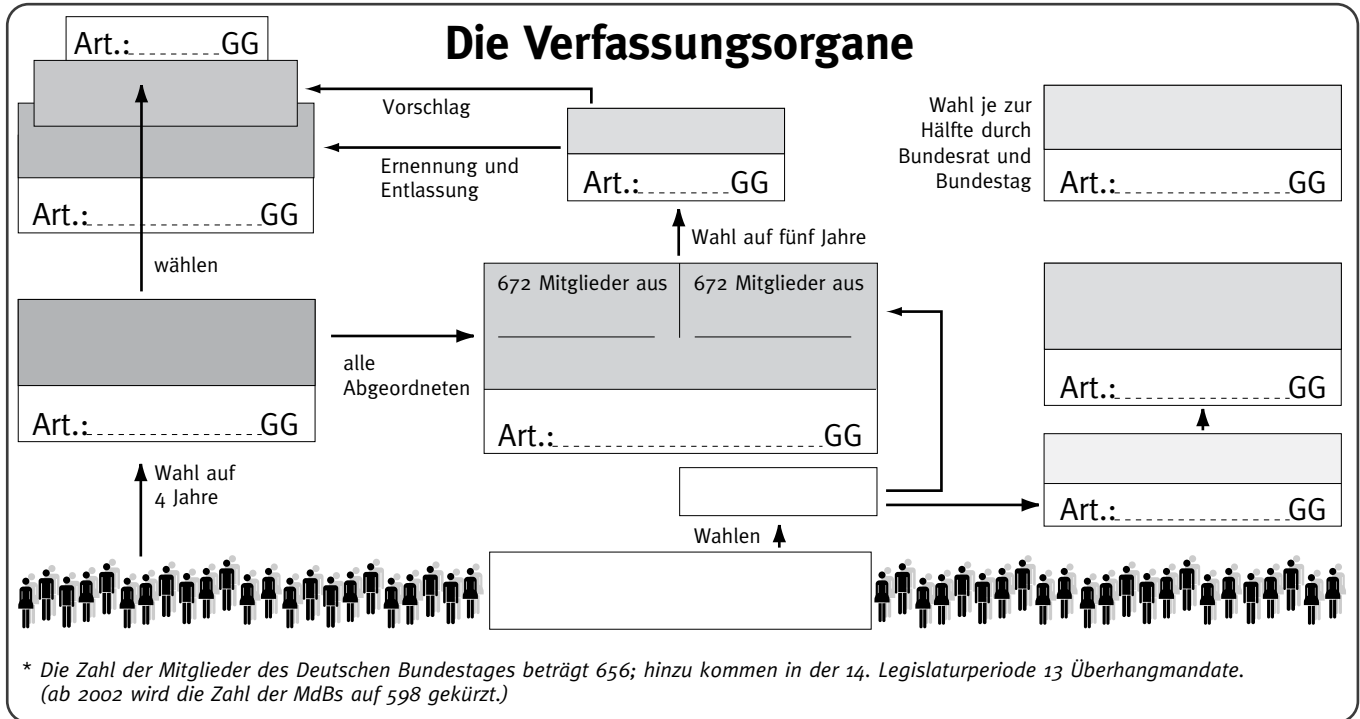 Die Verfassungsorgane
Art.: GG
Vorschlag
Ernennung und
Entlassung
Art.: GG
Art.: GG
Wahl je zur
Hälfte durch
Bundesrat und
Bundestag
Art.: GG
wählen
Wahl auf fünf Jahre
672 Mitglieder aus
672 Mitglieder aus
alle
Abgeordneten
Art.: GG
Art.: GG
Art.: GG
Wahl auf
4 Jahre
Art.: GG
Wahlen
* Die Zahl der Mitglieder des Deutschen Bundestages beträgt 656; hinzu kommen in der 14. Legislaturperiode 13 Überhangmandate.
(ab 2002 wird die Zahl der MdBs auf 598 gekürzt.)